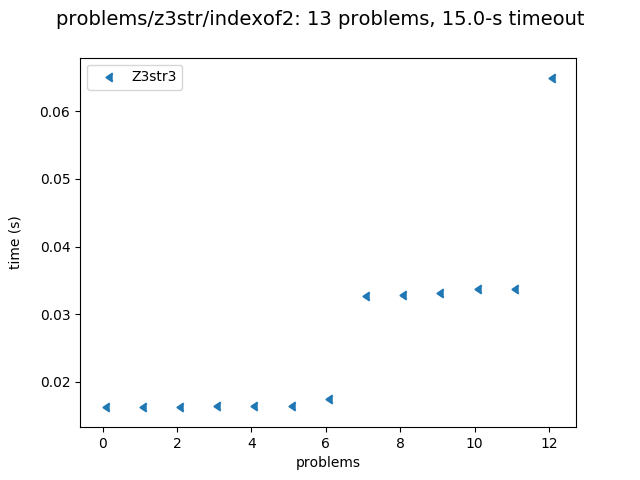 problems/z3str/indexof2: 13 problems, 15.0-s timeout
Z3str3
0.06
0.05
0.04
0.03
0.02
time (s)
0 2 4 6 8 10 12
problems